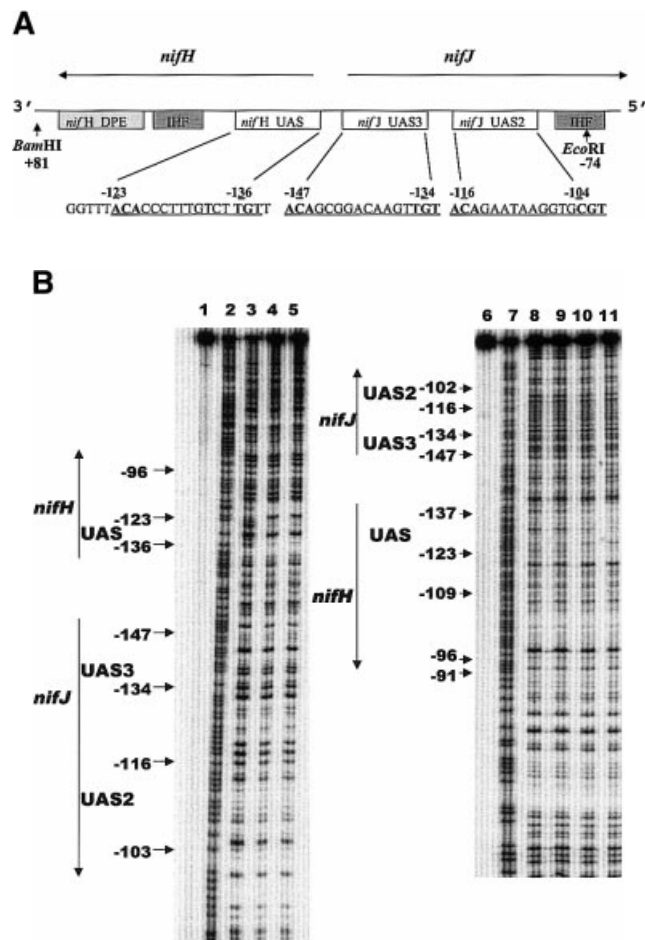 A
nifH nifJ
3' 5'
nifH DPE IHF nifH UAS nifJ UAS3 nifJ UAS2 IHF
BamHI EcoRI
+81 -74
-123 -136 -147 -134 -116 -104
GGTTTACACCCTTTGTCTTGTT ACAGCGGACAAGTTGT ACAGAATAAGGTGCGT
B
1 2 3 4 5
nifH
-96
-123
UAS
-136
nifJ
-147
UAS3
-134
-116
UAS2
-103
6 7 8 9 10 11
nifJ
UAS2 -102
-116
UAS3 -134
-147
nifH
-137
UAS
-123
-109
-96
-91